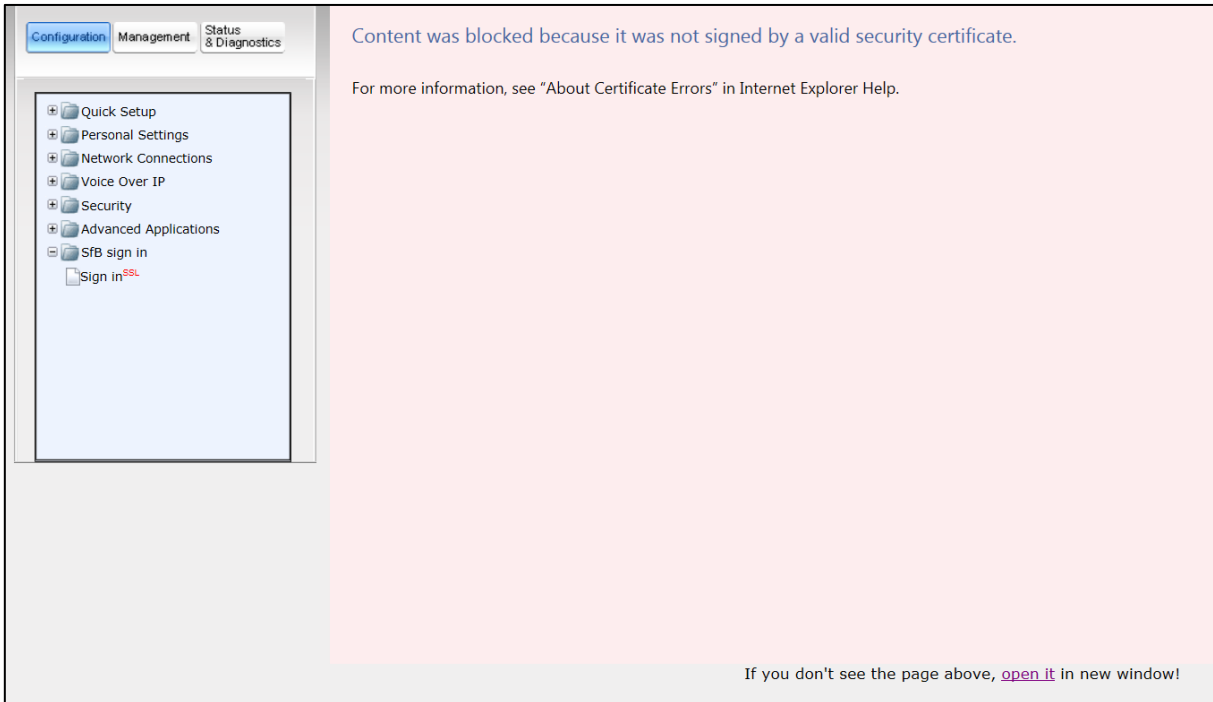 Configuration
Management
Status
& Diagnostics
Quick Setup
Personal Settings
Network Connections
Voice Over IP
Security
Advanced Applications
SfB sign in
Sign inSSL
Content was blocked because it was not signed by a valid security certificate.
For more information, see “About Certificate Errors” in Internet Explorer Help.
If you don't see the page above, open it in new window!